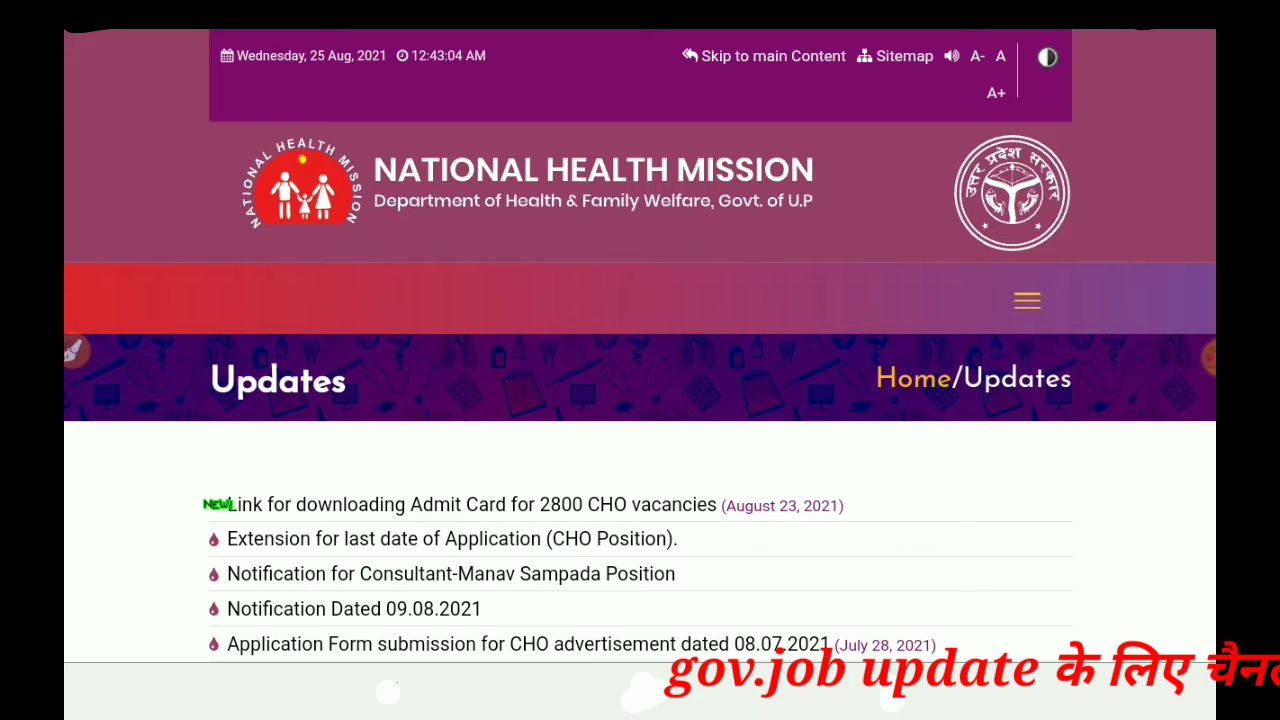 Wednesday, 25 Aug, 2021 12:43:04 AM Skip to main Content Sitemap A- A
A+
NATIONAL HEALTH MISSION
NATIONAL HEALTH MISSION
Department of Health & Family Welfare, Govt. of U.P
उत्तर प्रदेश सरकार
Updates
Home/Updates
NEW! Link for downloading Admit Card for 2800 CHO vacancies (August 23, 2021)
Extension for last date of Application (CHO Position).
Notification for Consultant-Manav Sampada Position
Notification Dated 09.08.2021
Application Form submission for CHO advertisement dated 08.07.2021 (July 28, 2021)
gov.job update के लिए